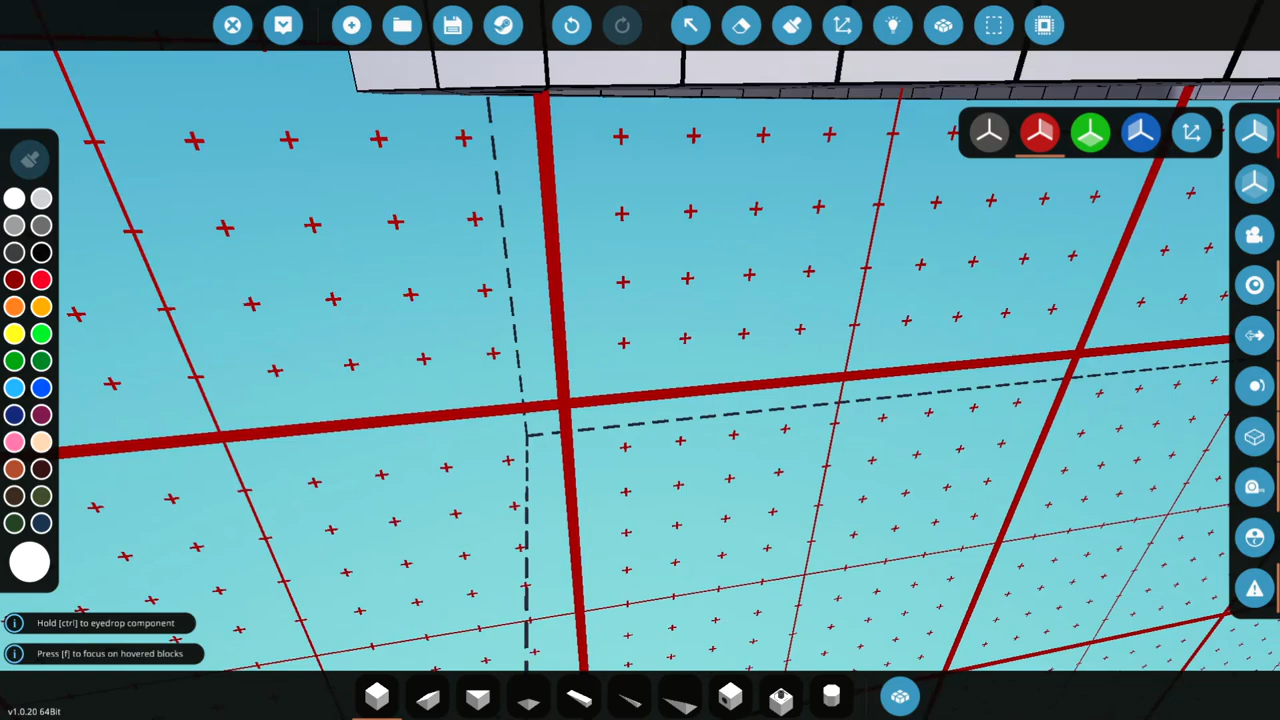 Hold [ctrl] to eyedrop component
Press [f] to focus on hovered blocks
v1.0.20 64Bit